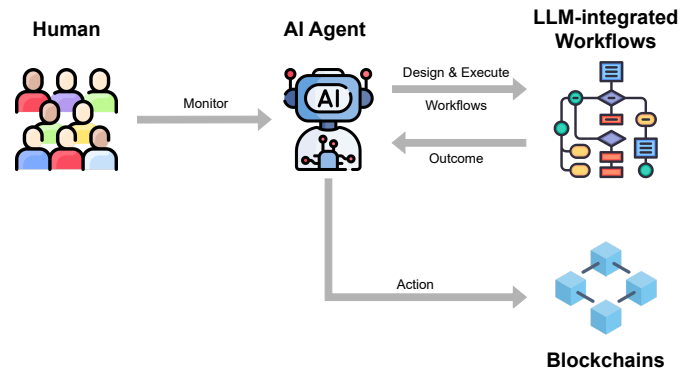 Human
AI Agent
LLM-integrated
Workflows
Monitor
AI
Design & Execute
Workflows
Outcome
Action
Blockchains